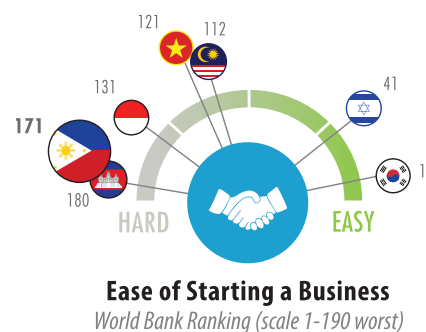 121
112
131
41
171
180
1
HARD
EASY
Ease of Starting a Business
World Bank Ranking (scale 1-190 worst)